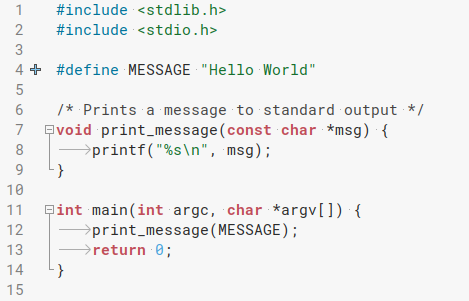 1 #include <stdlib.h>
2 #include <stdio.h>
3
4 #define MESSAGE "Hello World"
5
6 /* Prints a message to standard output */
7 void print_message(const char *msg) {
8 printf("%s\n", msg);
9 }
10
11 int main(int argc, char *argv[]) {
12 print_message(MESSAGE);
13 return 0;
14 }
15